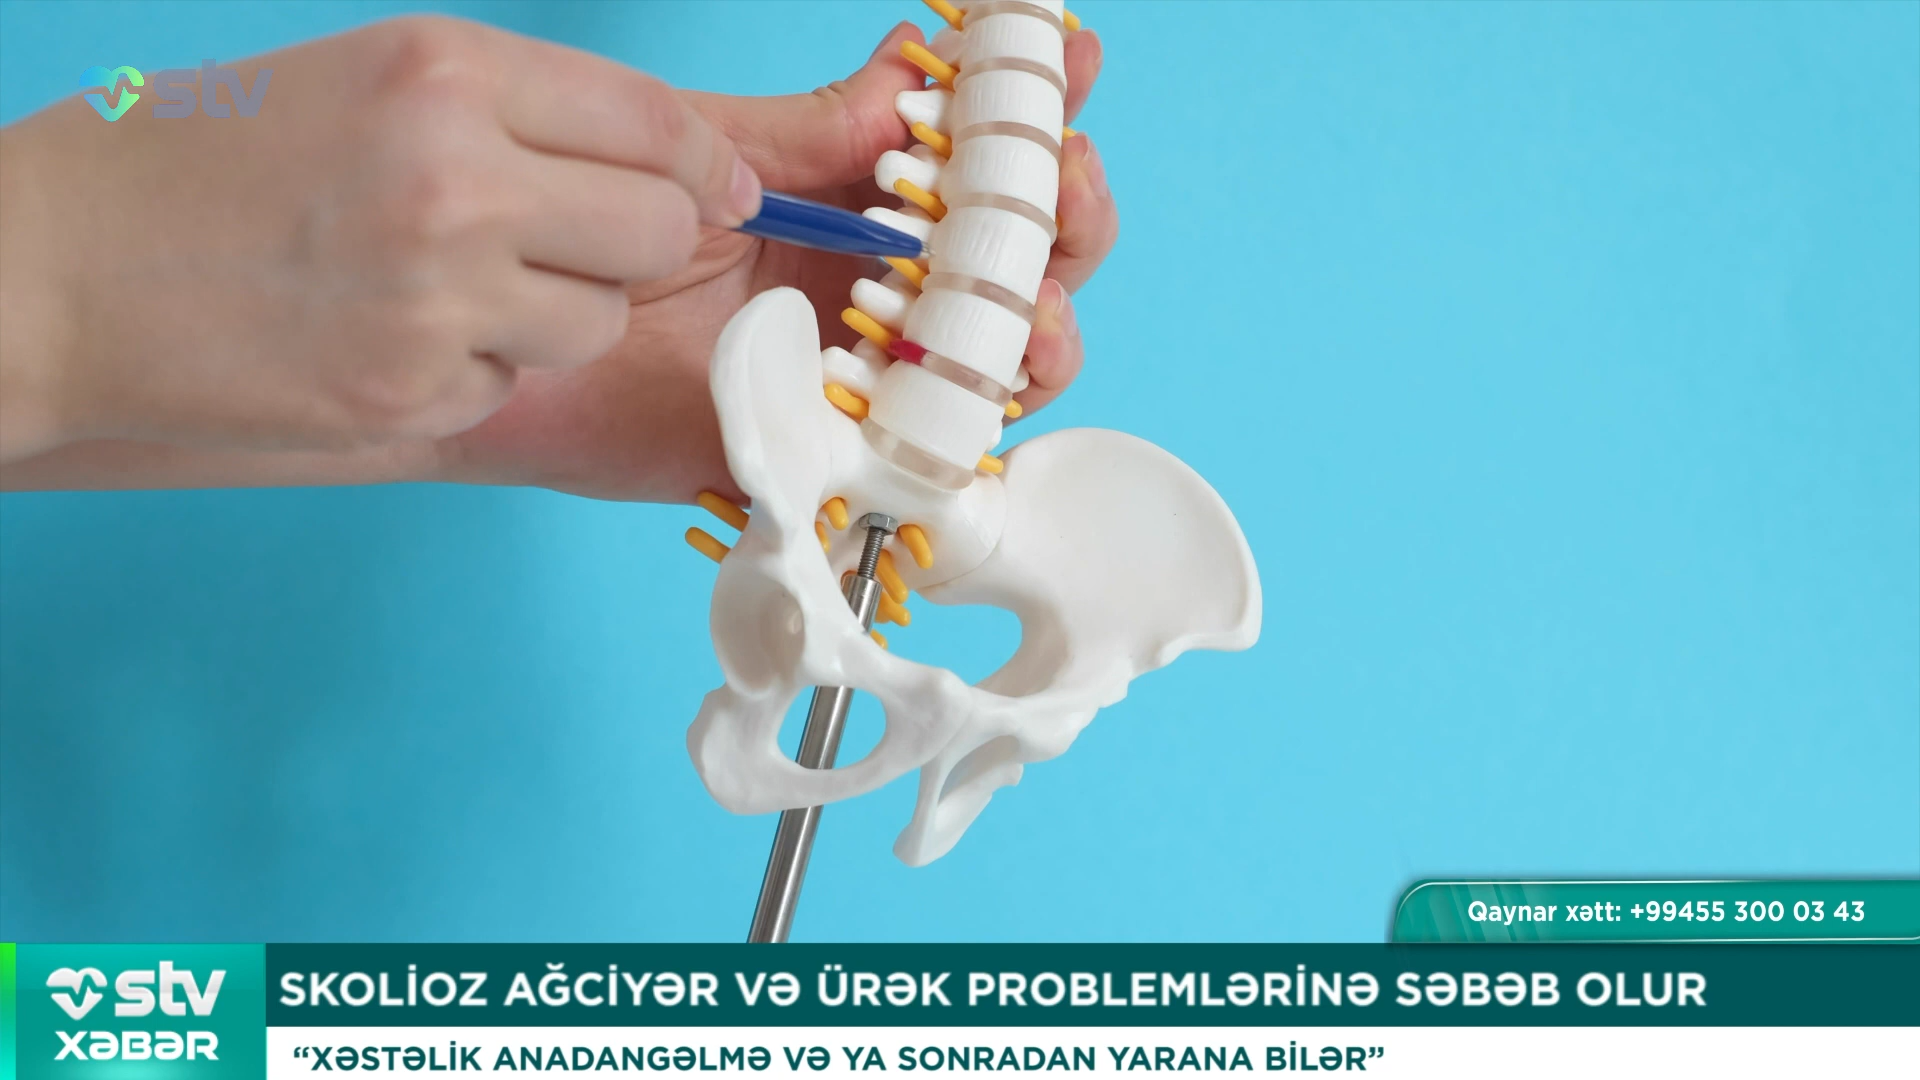 stv
Qaynar xətt: +99455 300 03 43
stv
XƏBƏR
SKOLİOZ AĞCİYƏR VƏ ÜRƏK PROBLEMLƏRİNƏ SƏBƏB OLUR
“XƏSTƏLİK ANADANGƏLMƏ VƏ YA SONRADAN YARANA BİLƏR”